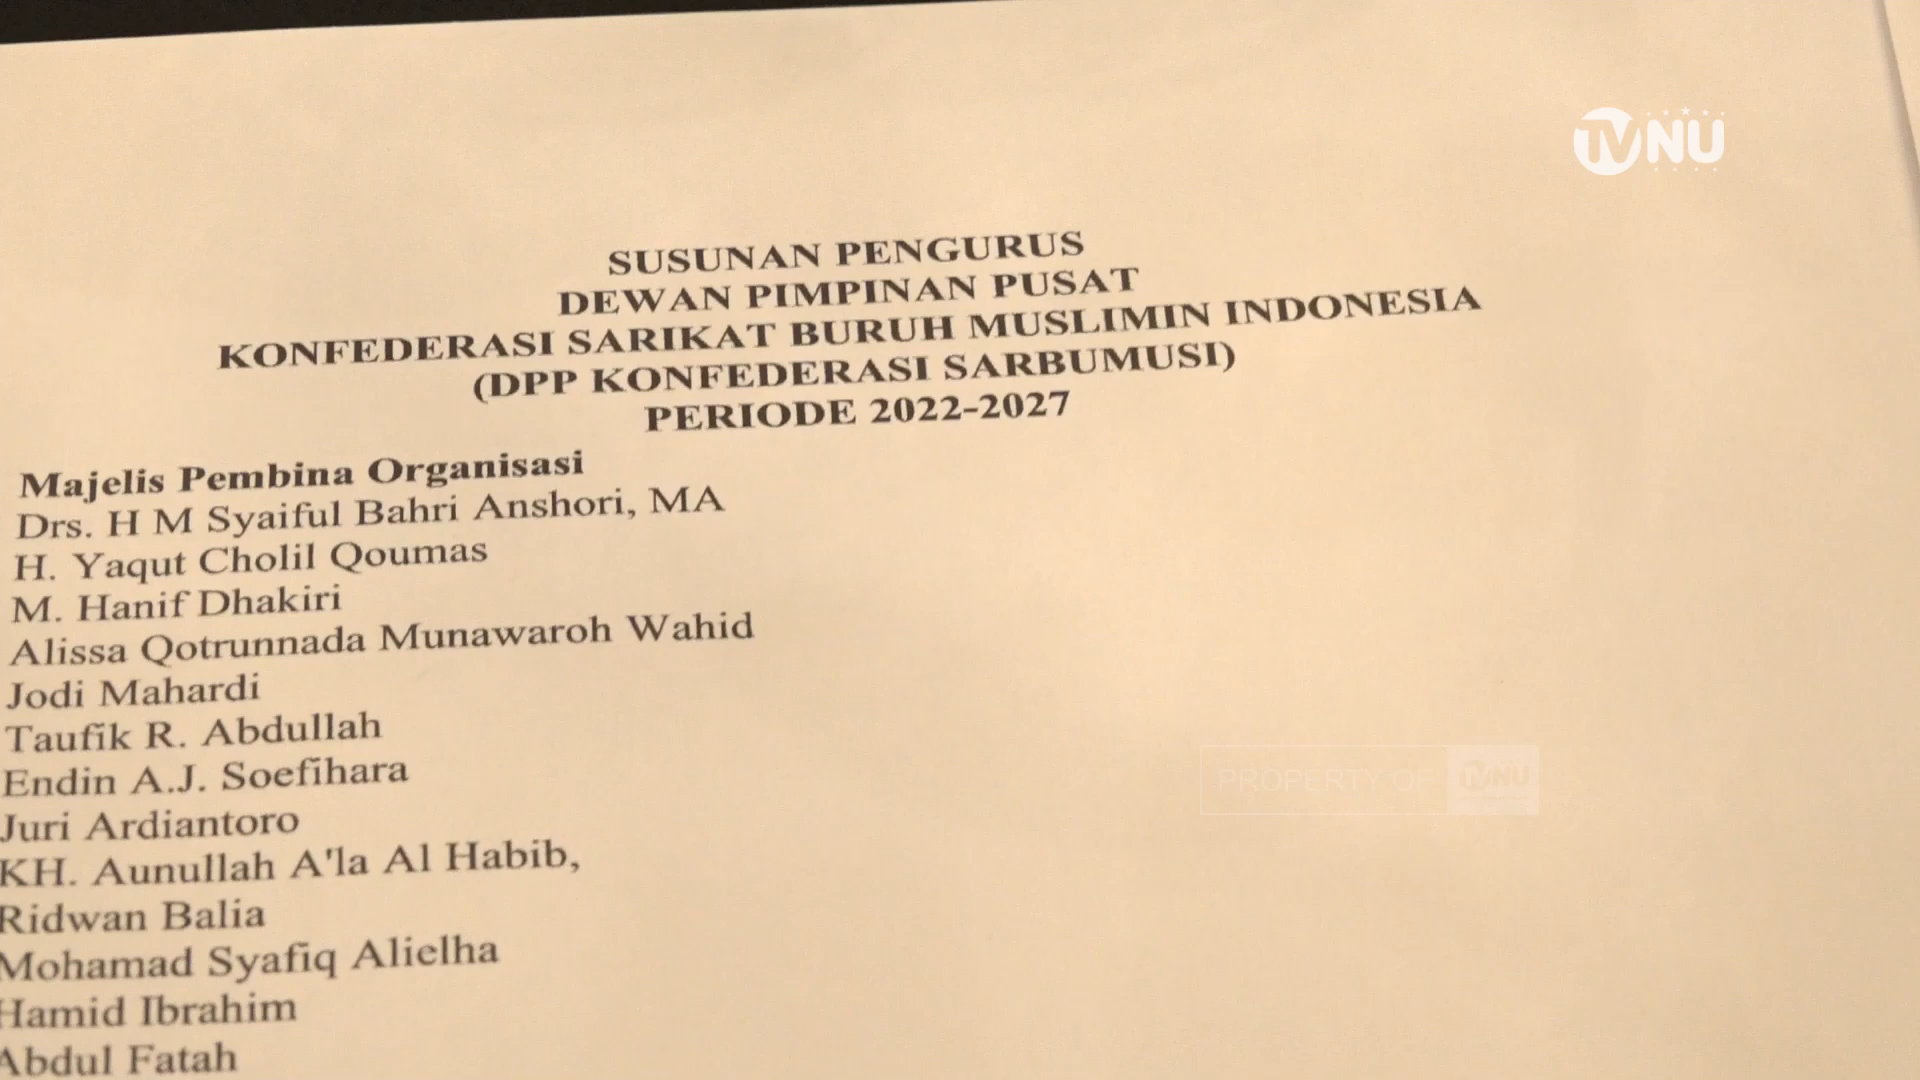 TVNU
SUSUNAN PENGURUS
DEWAN PIMPINAN PUSAT
KONFEDERASI SARIKAT BURUH MUSLIMIN INDONESIA
(DPP KONFEDERASI SARBUMUSI)
PERIODE 2022-2027
Majelis Pembina Organisasi
Drs. H M Syaiful Bahri Anshori, MA
H. Yaqut Cholil Qoumas
M. Hanif Dhakiri
Alissa Qotrunnada Munawaroh Wahid
Jodi Mahardi
Taufik R. Abdullah
Endin A.J. Soefihara
Juri Ardiantoro
KH. Aunullah A'la Al Habib,
Ridwan Balia
Mohamad Syafiq Alielha
Hamid Ibrahim
Abdul Fatah
PROPERTY OF TVNU